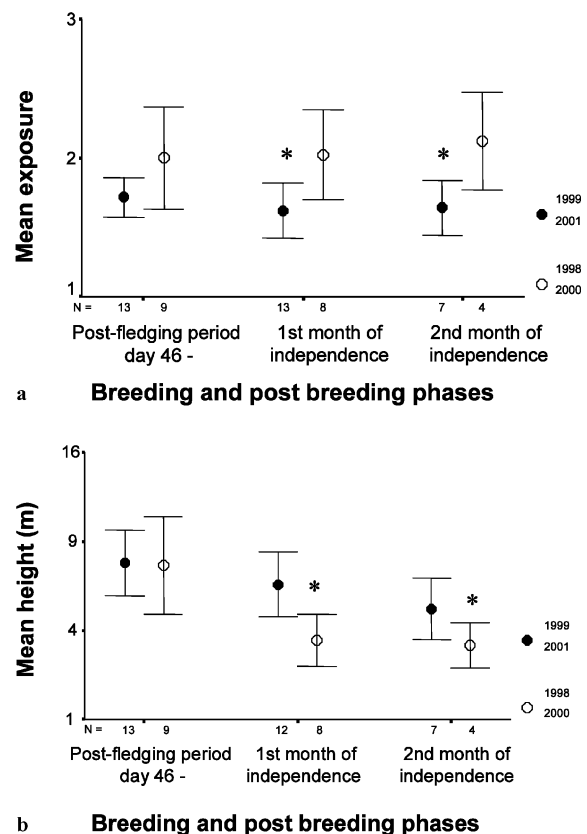 3
Mean exposure
2
*
*
1999
2001
1998
2000
1
N = 13 9 13 8 7 4
Post-fledging period 1st month of 2nd month of
day 46 - independence independence
a Breeding and post breeding phases
16
Mean height (m)
9
*
*
4
1999
2001
1998
2000
1
N = 13 9 12 8 7 4
Post-fledging period 1st month of 2nd month of
day 46 - independence independence
b Breeding and post breeding phases